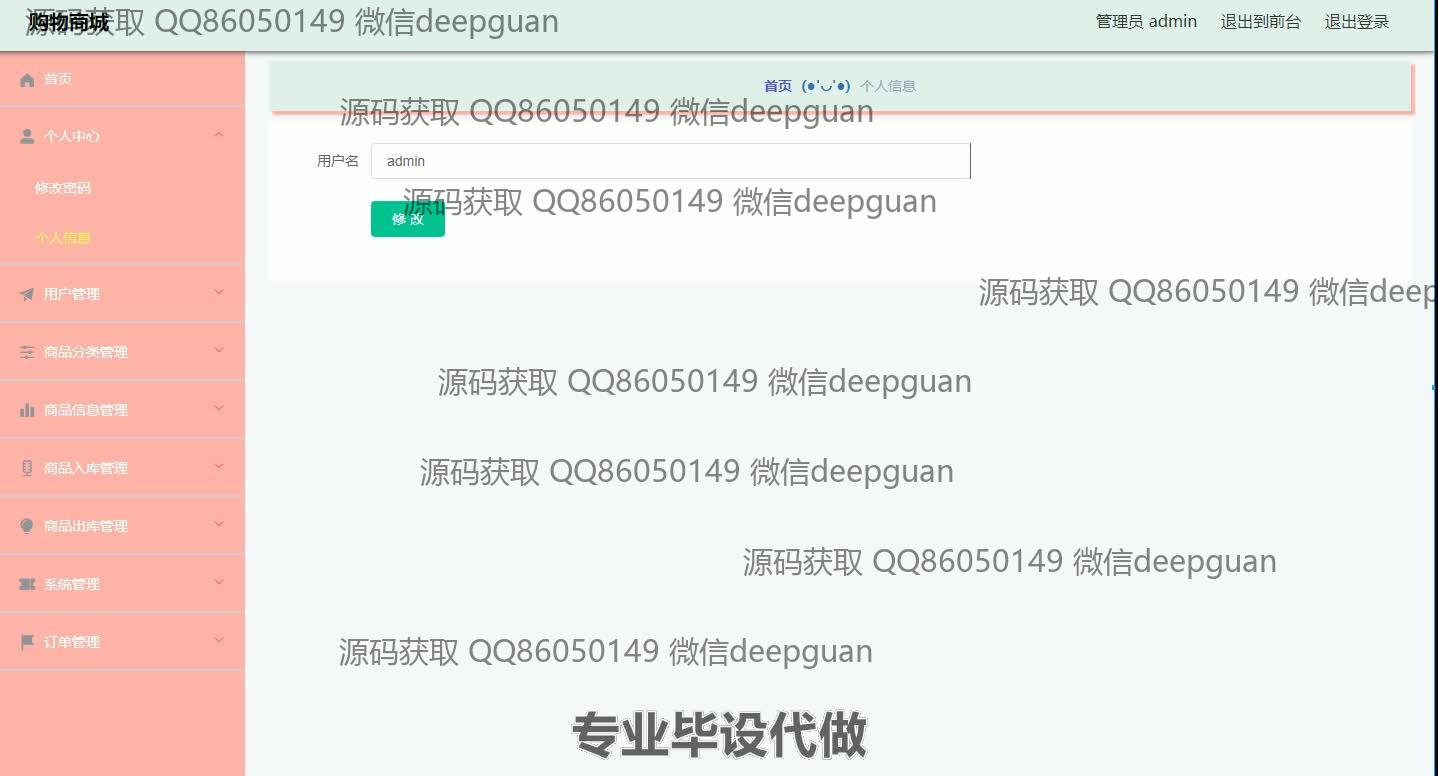 购物商城
源码获取 QQ86050149 微信deepguan
管理员 admin 退出到前台 退出登录
首页
首页 (●'◡'●) 个人信息
源码获取 QQ86050149 微信deepguan
个人中心
用户名 admin
修改密码
源码获取 QQ86050149 微信deepguan
修 改
个人信息
用户管理
源码获取 QQ86050149 微信deep
商品分类管理
源码获取 QQ86050149 微信deepguan
商品信息管理
商品入库管理
源码获取 QQ86050149 微信deepguan
商品出库管理
源码获取 QQ86050149 微信deepguan
系统管理
订单管理
源码获取 QQ86050149 微信deepguan
专业毕设代做